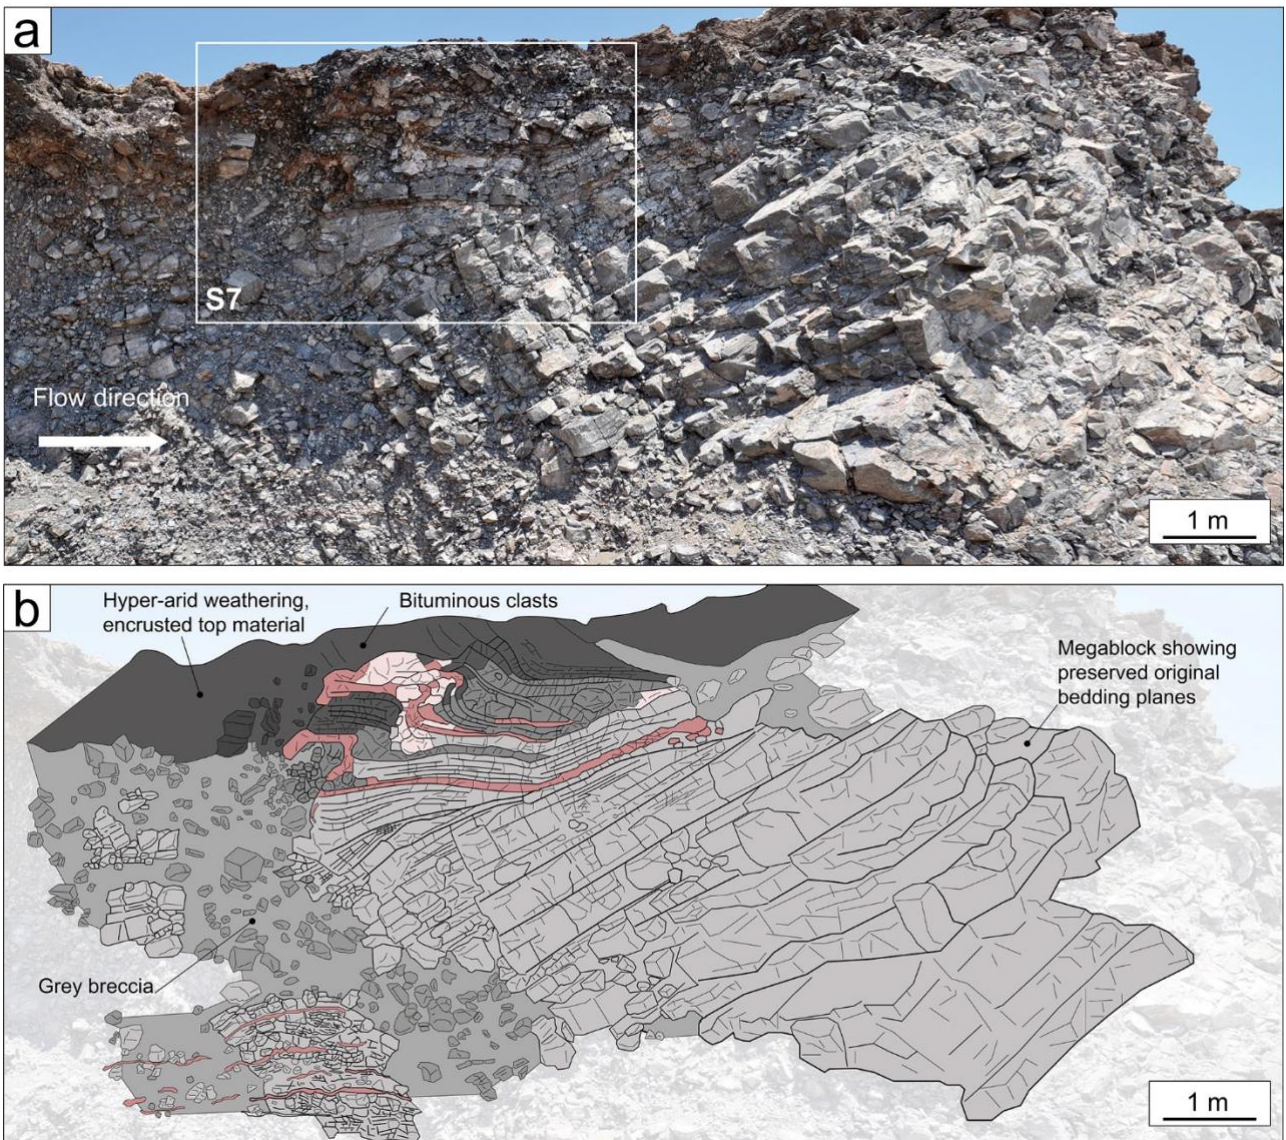 a
S7
Flow direction
1 m
b
Hyper-arid weathering,
encrusted top material
Bituminous clasts
Megablock showing
preserved original
bedding planes
Grey breccia
1 m